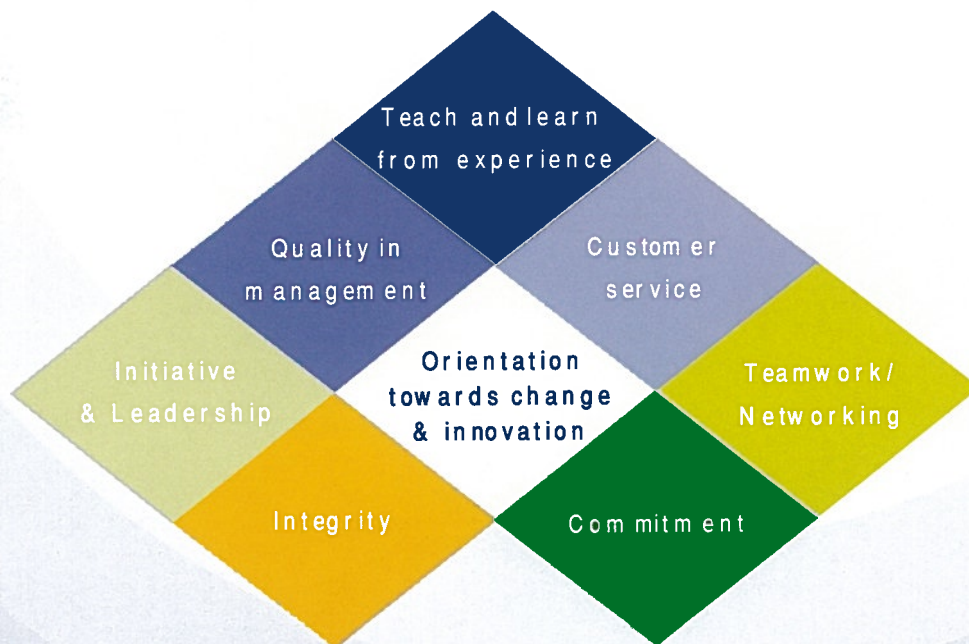 Teach and learn
from experience
Quality in
management
Customer
service
Initiative
& Leadership
Orientation
towards change
& innovation
Teamwork/
Networking
Integrity
Commitment